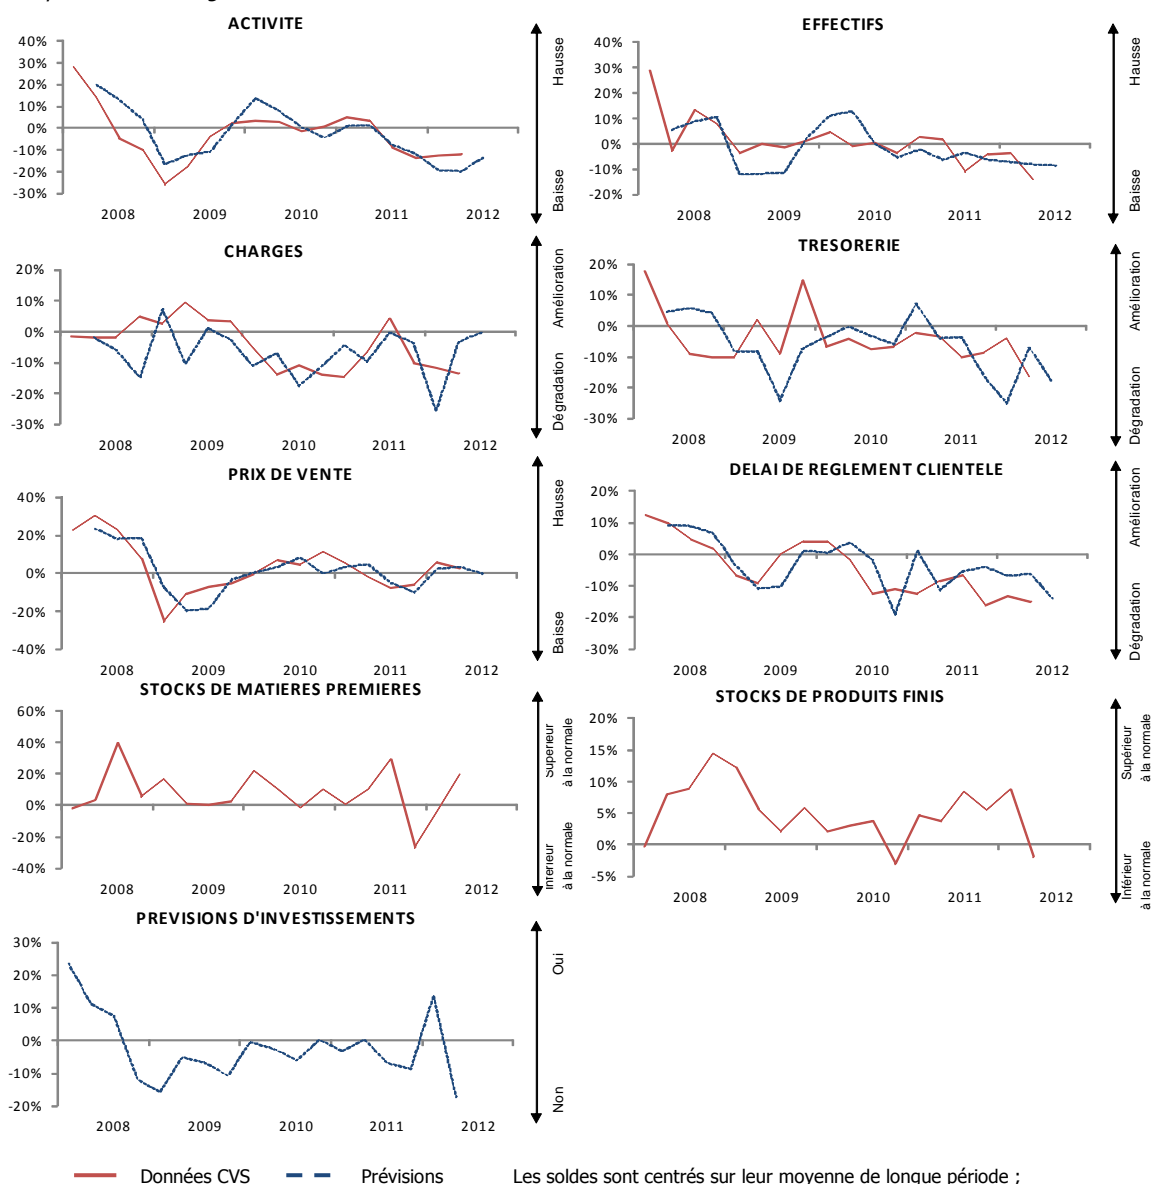 ACTIVITE
40%
30%
20%
10%
0%
-10%
-20%
-30%
2008 2009 2010 2011 2012
Hausse
Baisse
EFFECTIFS
40%
30%
20%
10%
0%
-10%
-20%
2008 2009 2010 2011 2012
Hausse
Baisse
CHARGES
20%
10%
0%
-10%
-20%
-30%
2008 2009 2010 2011 2012
Amélioration
Dégradation
TRESORERIE
20%
10%
0%
-10%
-20%
-30%
2008 2009 2010 2011 2012
Amélioration
Dégradation
PRIX DE VENTE
40%
20%
0%
-20%
-40%
2008 2009 2010 2011 2012
Hausse
Baisse
DELAI DE REGLEMENT CLIENTELE
20%
10%
0%
-10%
-20%
-30%
2008 2009 2010 2011 2012
Amélioration
Dégradation
STOCKS DE MATIERES PREMIERES
60%
40%
20%
0%
-20%
-40%
2008 2009 2010 2011 2012
Supérieur
à la normale
Inférieur
à la normale
STOCKS DE PRODUITS FINIS
20%
15%
10%
5%
0%
-5%
2008 2009 2010 2011 2012
Supérieur
à la normale
Inférieur
à la normale
PREVISIONS D'INVESTISSEMENTS
30%
20%
10%
0%
-10%
-20%
2008 2009 2010 2011 2012
Oui
Non
Données CVS Prévisions Les soldes sont centrés sur leur moyenne de longue période ;